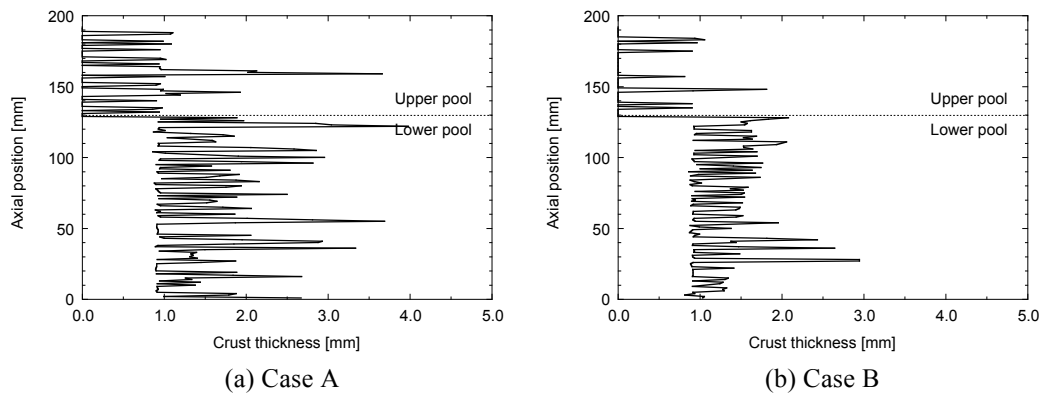 200
150
100
50
0
Axial position [mm]
Upper pool
Lower pool
0.0 1.0 2.0 3.0 4.0 5.0
Crust thickness [mm]
(a) Case A
200
150
100
50
0
Axial position [mm]
Upper pool
Lower pool
0.0 1.0 2.0 3.0 4.0 5.0
Crust thickness [mm]
(b) Case B